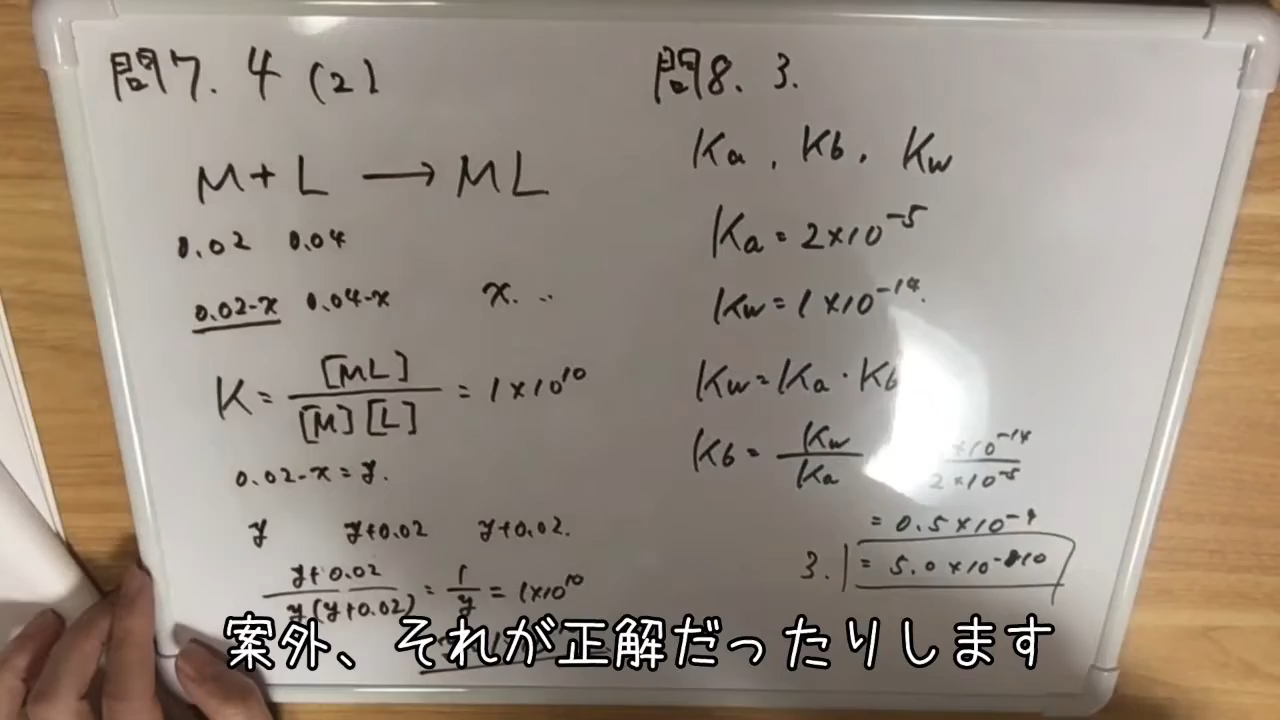 問7. 4 (2)
M + L → ML
0.02 0.04
0.02-x 0.04-x x. ..
K = [ML] / [M][L] = 1×10^10
0.02-x = y.
y y+0.02 y+0.02.
y+0.02 / y(y+0.02) = 1/y = 1×10^10
問8. 3.
Ka, Kb, Kw
Ka = 2×10^-5
Kw = 1×10^-14.
Kw = Ka・Kb
Kb = Kw / Ka ×10^-14 / 2×10^-5
= 0.5×10^-9
3. = 5.0×10^-10
案外、それが正解だったりします